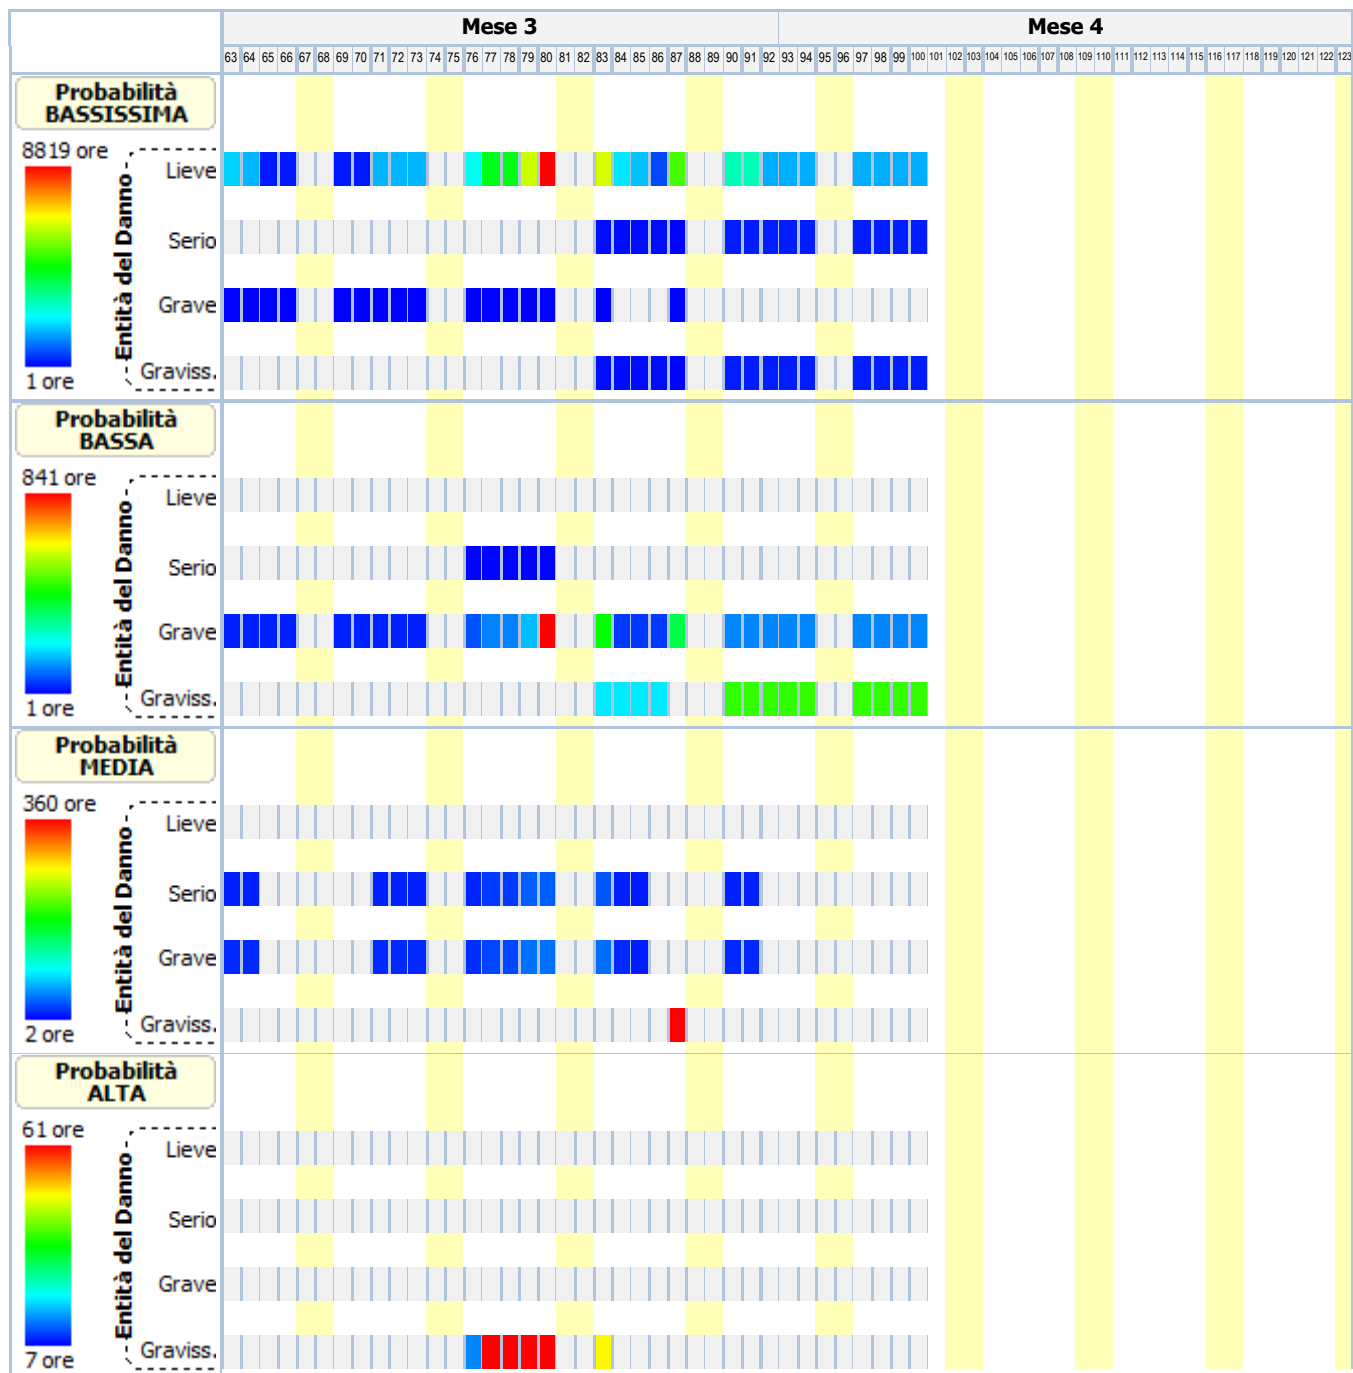 Mese 3 Mese 4
63 64 65 66 67 68 69 70 71 72 73 74 75 76 77 78 79 80 81 82 83 84 85 86 87 88 89 90 91 92 93 94 95 96 97 98 99 100 101 102 103 104 105 106 107 108 109 110 111 112 113 114 115 116 117 118 119 120 121 122 123
Probabilità
BASSISSIMA
8819 ore
Entità del Danno
Lieve
Serio
Grave
Graviss.
1 ore
Probabilità
BASSA
841 ore
Entità del Danno
Lieve
Serio
Grave
Graviss.
1 ore
Probabilità
MEDIA
360 ore
Entità del Danno
Lieve
Serio
Grave
Graviss.
2 ore
Probabilità
ALTA
61 ore
Entità del Danno
Lieve
Serio
Grave
Graviss.
7 ore